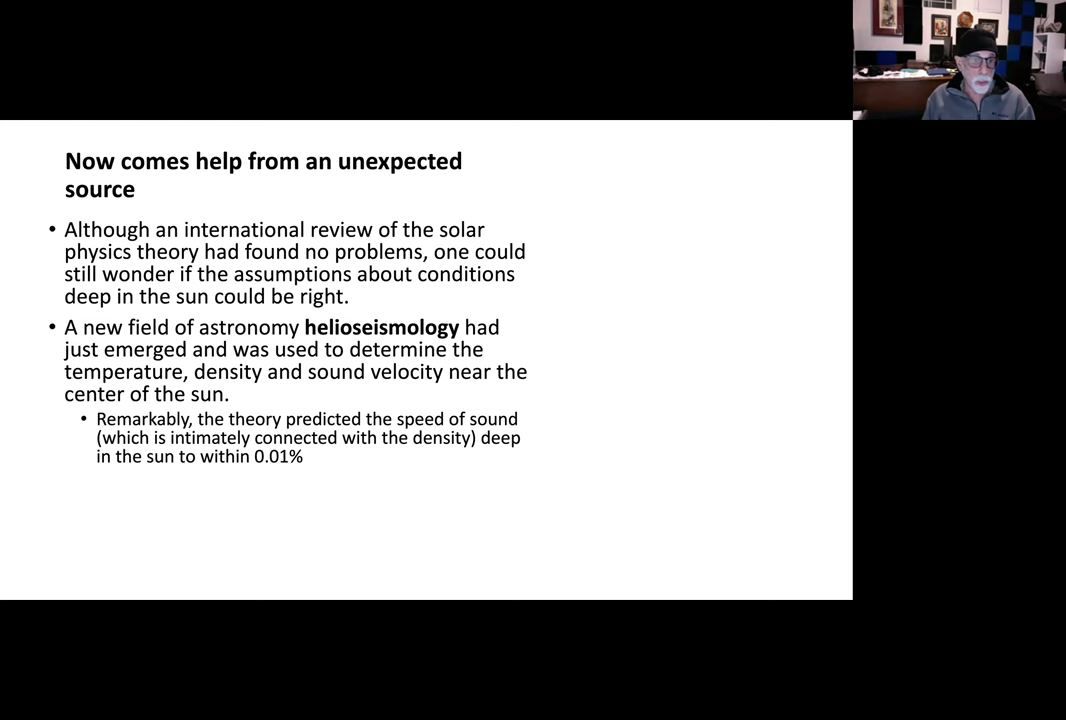 Now comes help from an unexpected
source
• Although an international review of the solar
physics theory had found no problems, one could
still wonder if the assumptions about conditions
deep in the sun could be right.
• A new field of astronomy helioseismology had
just emerged and was used to determine the
temperature, density and sound velocity near the
center of the sun.
• Remarkably, the theory predicted the speed of sound
(which is intimately connected with the density) deep
in the sun to within 0.01%